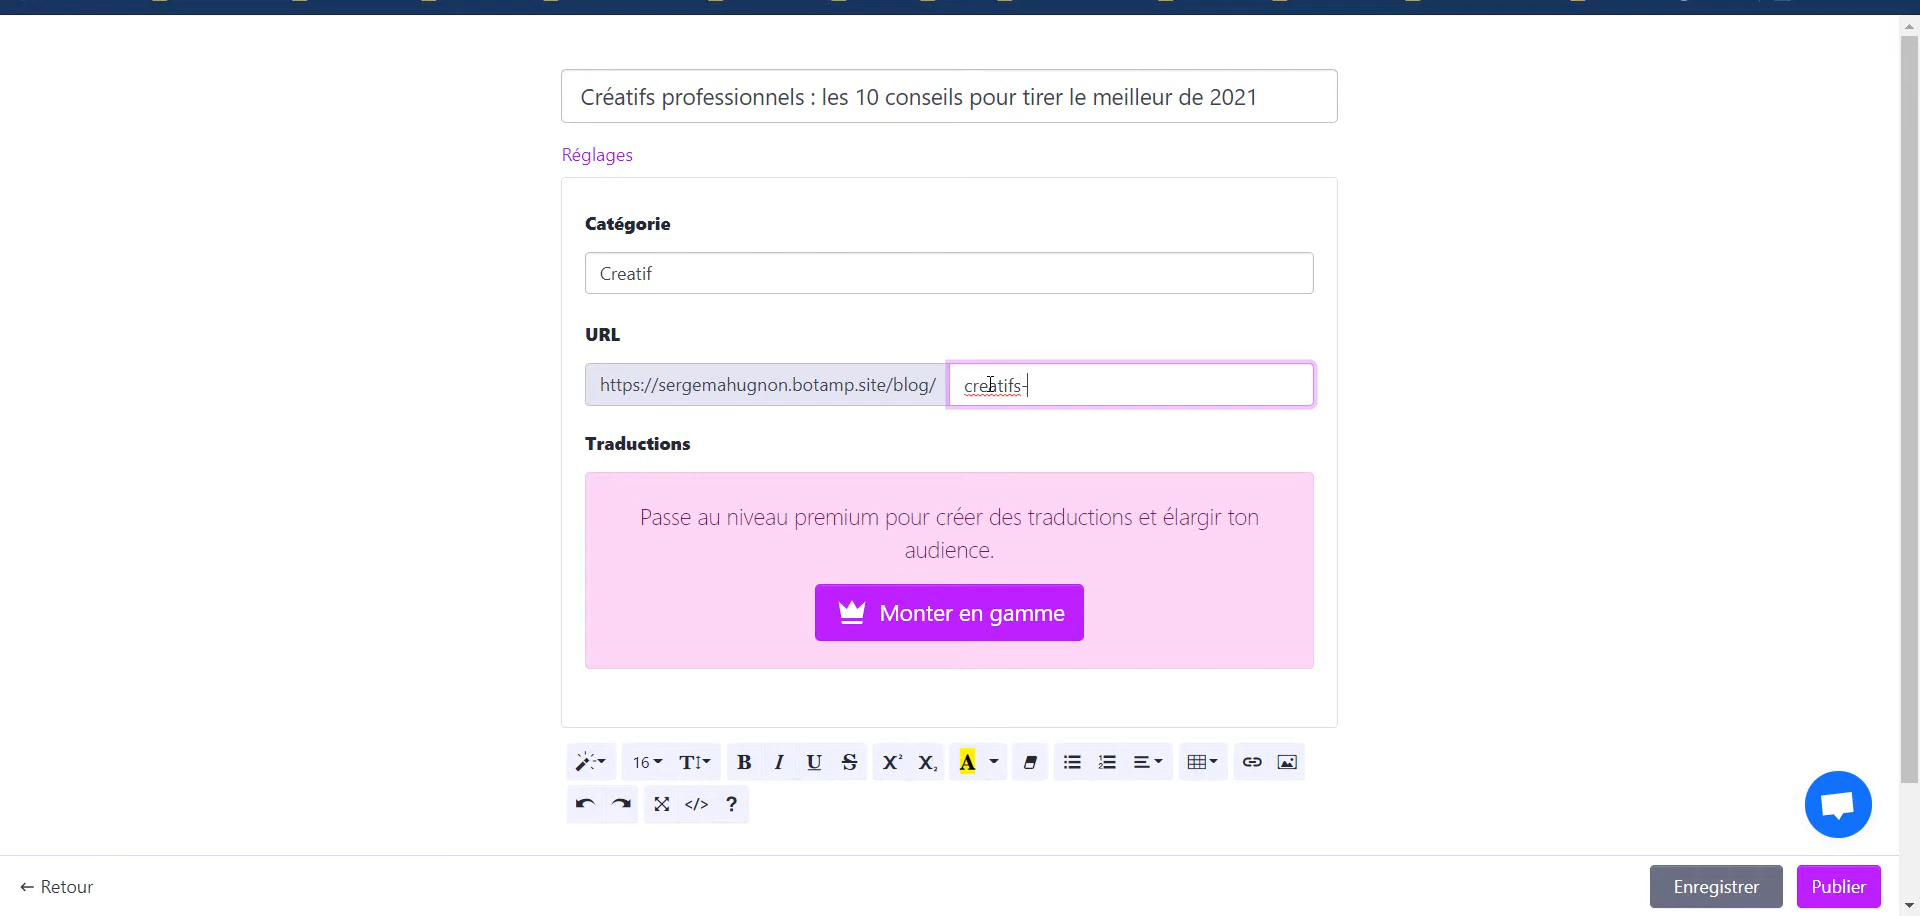 Créatifs professionnels : les 10 conseils pour tirer le meilleur de 2021
Réglages
Catégorie
Creatif
URL
https://sergemahugnon.botamp.site/blog/ creatifs-
Traductions
Passe au niveau premium pour créer des traductions et élargir ton
audience.
Monter en gamme
16 T B I U S X² X₂ A </> ?
← Retour
Enregistrer
Publier